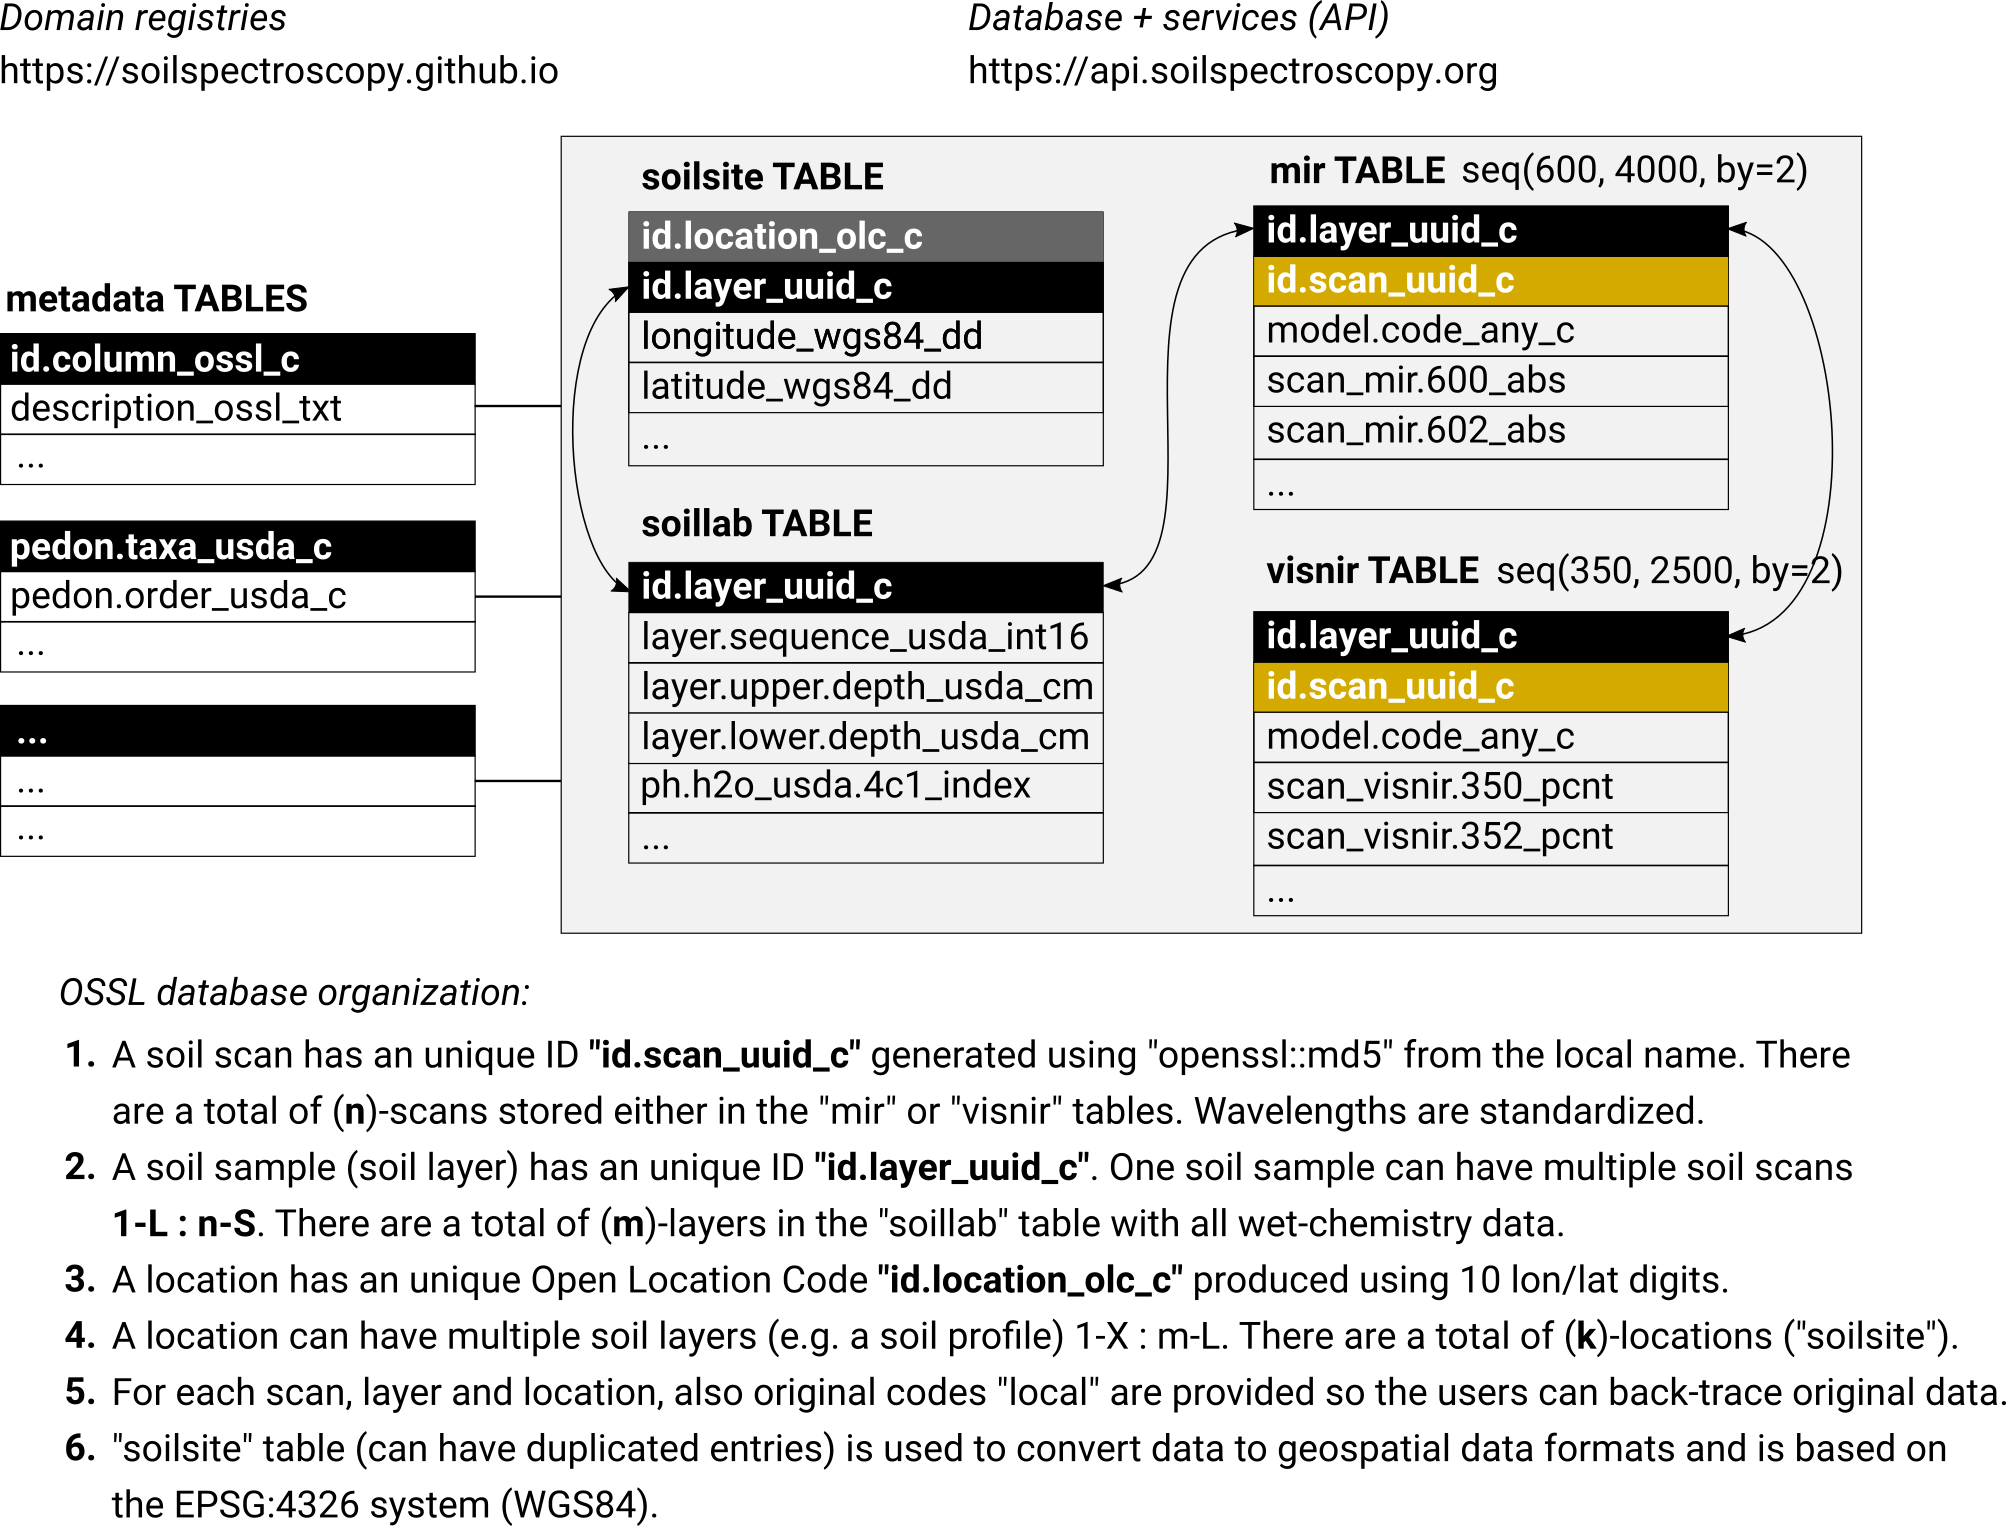 Domain registries
https://soilspectroscopy.github.io
Database + services (API)
https://api.soilspectroscopy.org
metadata TABLES
id.column_ossl_c
description_ossl_txt
...
pedon.taxa_usda_c
pedon.order_usda_c
...
...
...
...
soilsite TABLE
id.location_olc_c
id.layer_uuid_c
longitude_wgs84_dd
latitude_wgs84_dd
...
soillab TABLE
id.layer_uuid_c
layer.sequence_usda_int16
layer.upper.depth_usda_cm
layer.lower.depth_usda_cm
ph.h2o_usda.4c1_index
...
mir TABLE seq(600, 4000, by=2)
id.layer_uuid_c
id.scan_uuid_c
model.code_any_c
scan_mir.600_abs
scan_mir.602_abs
...
visnir TABLE seq(350, 2500, by=2)
id.layer_uuid_c
id.scan_uuid_c
model.code_any_c
scan_visnir.350_pcnt
scan_visnir.352_pcnt
...
OSSL database organization:
1. A soil scan has an unique ID "id.scan_uuid_c" generated using "openssl::md5" from the local name. There
are a total of (n)-scans stored either in the "mir" or "visnir" tables. Wavelengths are standardized.
2. A soil sample (soil layer) has an unique ID "id.layer_uuid_c". One soil sample can have multiple soil scans
1-L : n-S. There are a total of (m)-layers in the "soillab" table with all wet-chemistry data.
3. A location has an unique Open Location Code "id.location_olc_c" produced using 10 lon/lat digits.
4. A location can have multiple soil layers (e.g. a soil profile) 1-X : m-L. There are a total of (k)-locations ("soilsite").
5. For each scan, layer and location, also original codes "local" are provided so the users can back-trace original data.
6. "soilsite" table (can have duplicated entries) is used to convert data to geospatial data formats and is based on
the EPSG:4326 system (WGS84).